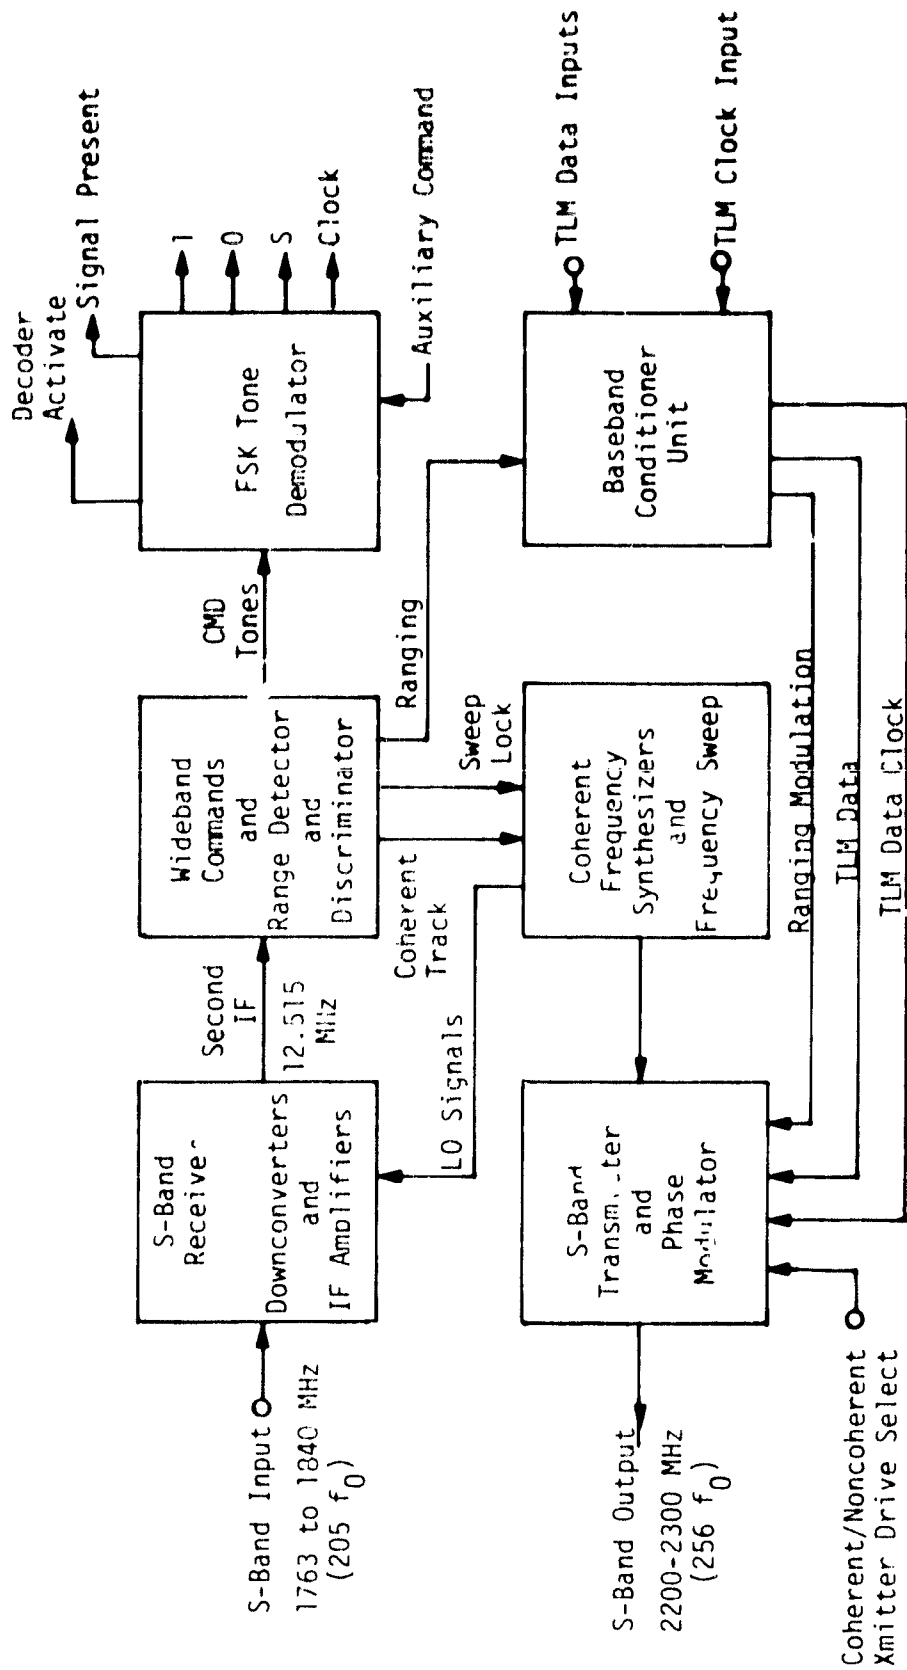 Decoder
Activate
Signal Present
S-Band
Receiver
Downconverters
and
IF Amplifiers
Second
IF
12.515
MHz
Wideband
Commands
and
Range Detector
and
Discriminator
CMD
Tones
FSK Tone
Demodulator
1
0
S
Clock
S-Band Input
1763 to 1840 MHz
(205 f0)
LO Signals
Coherent
Track
Sweep
Lock
Ranging
Auxiliary Command
S-Band
Transmitter
and
Phase
Modulator
Coherent
Frequency
Synthesizers
and
Frequency Sweep
Baseband
Conditioner
Unit
TLM Data Inputs
TLM Clock Input
S-Band Output
2200-2300 MHz
(256 f0)
Ranging Modulation
TLM Data
TLM Data Clock
Coherent/Noncoherent
Xmitter Drive Select